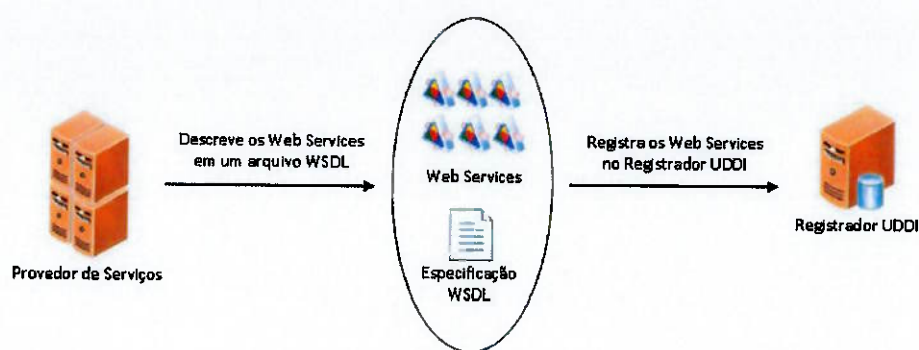 Descreve os Web Services
em um arquivo WSDL
Registra os Web Services
no Registrador UDDI
Web Services
Registrador UDDI
Provedor de Serviços
Especificação
WSDL